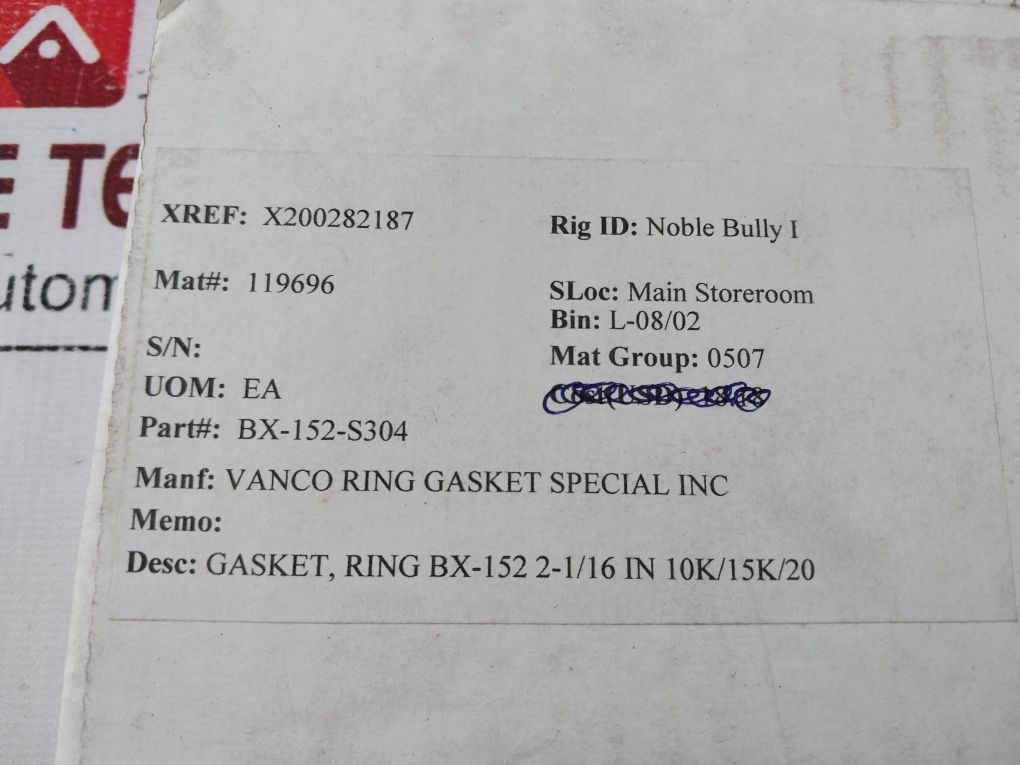 E TE
utom
XREF: X200282187
Rig ID: Noble Bully I
Mat#: 119696
SLoc: Main Storeroom
Bin: L-08/02
S/N:
Mat Group: 0507
UOM: EA
Part#: BX-152-S304
Manf: VANCO RING GASKET SPECIAL INC
Memo:
Desc: GASKET, RING BX-152 2-1/16 IN 10K/15K/20